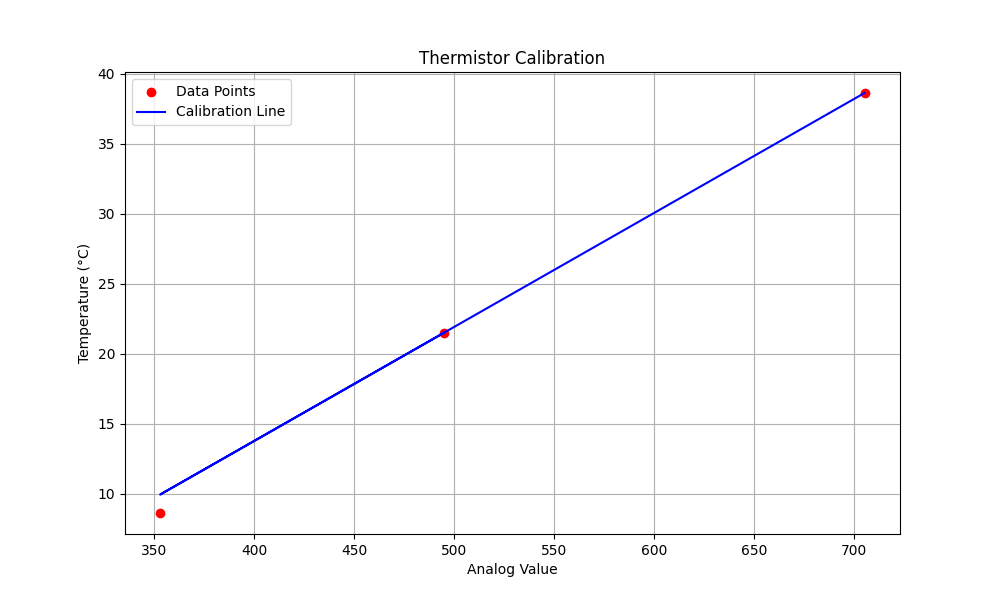 Thermistor Calibration
Data Points
Calibration Line
40
35
30
25
20
15
10
Temperature (°C)
350 400 450 500 550 600 650 700
Analog Value